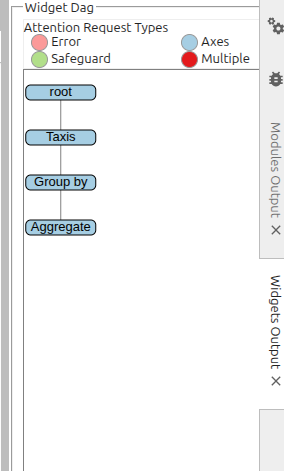 Widget Dag
Attention Request Types
Error
Axes
Safeguard
Multiple
root
Taxis
Group by
Aggregate
Modules Output
Widgets Output